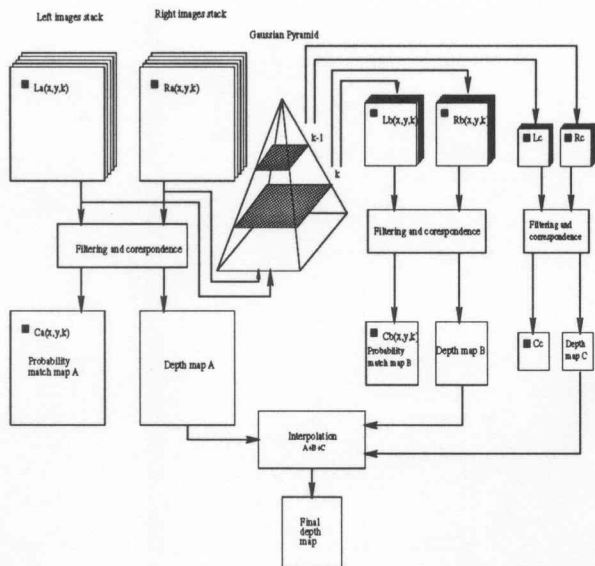 Left images stack
Right images stack
Gaussian Pyramid
La(x,y,k)
Ra(x,y,k)
k-1
k
Lb(x,y,k)
Rb(x,y,k)
Lc
Rc
Filtering and corespondence
Filtering and corespondence
Filtering and
correspondence
Ca(x,y,k)
Probability
match map A
Depth map A
Cb(x,y,k)
Probability
match map B
Depth map B
Cc
Depth
map C
Interpolation
A+B+C
Final
depth
map